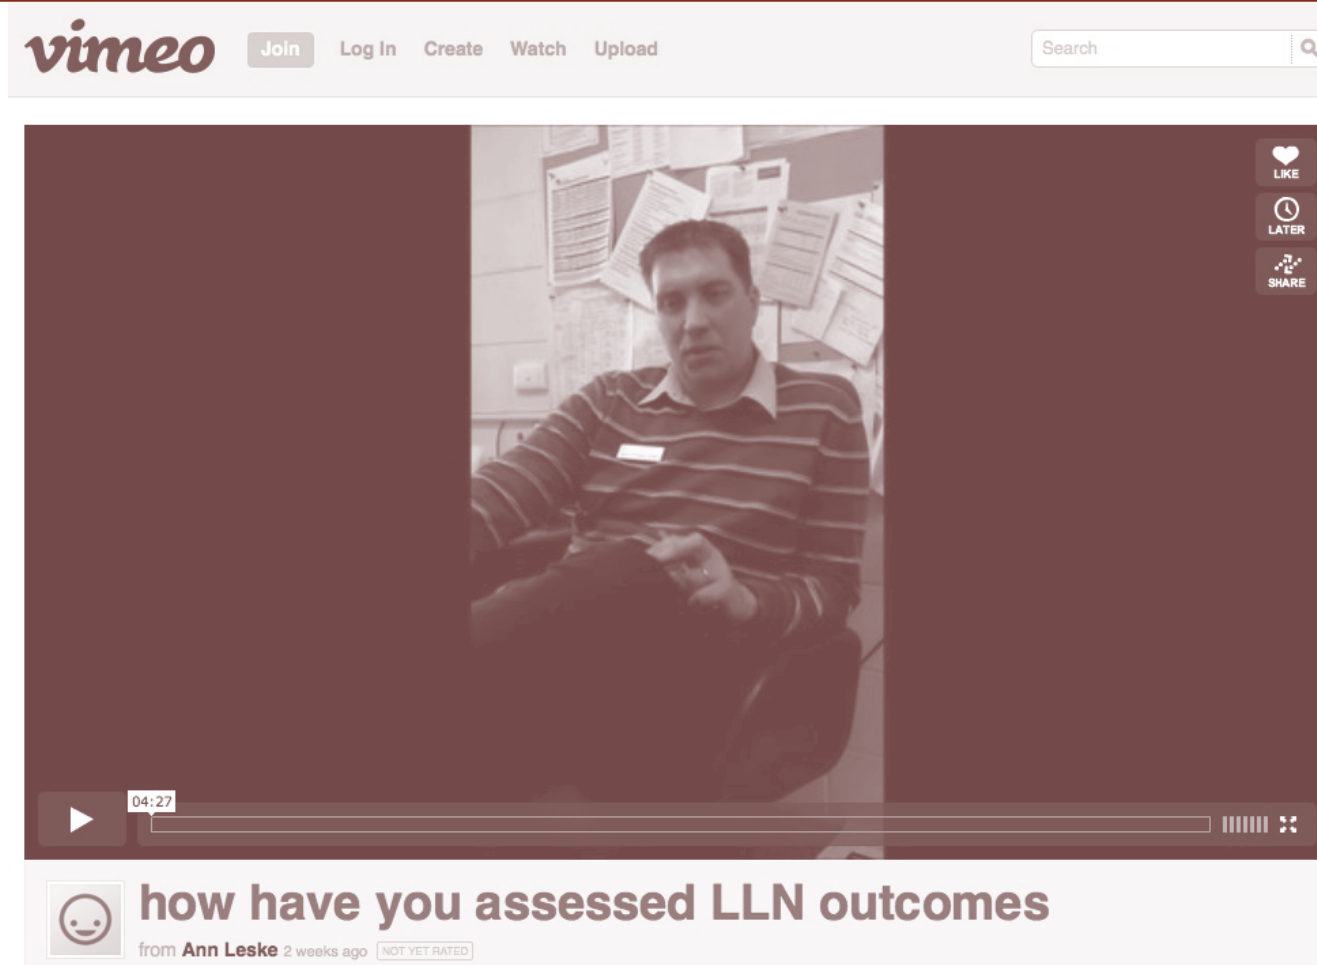 vimeo Join Log In Create Watch Upload Search
LIKE
LATER
SHARE
04:27
how have you assessed LLN outcomes
from Ann Leske 2 weeks ago NOT YET RATED